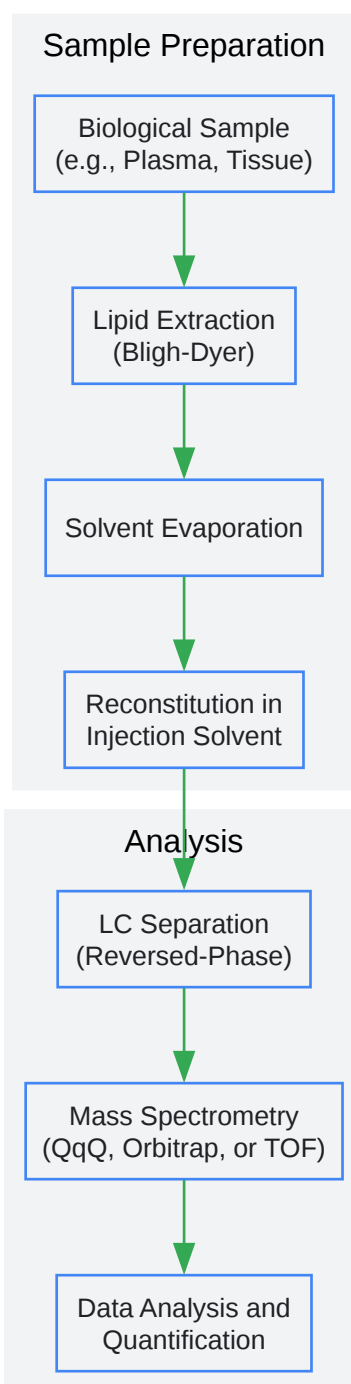 Sample Preparation
Biological Sample
(e.g., Plasma, Tissue)
Lipid Extraction
(Bligh-Dyer)
Solvent Evaporation
Reconstitution in
Injection Solvent
Analysis
LC Separation
(Reversed-Phase)
Mass Spectrometry
(QqQ, Orbitrap, or TOF)
Data Analysis and
Quantification